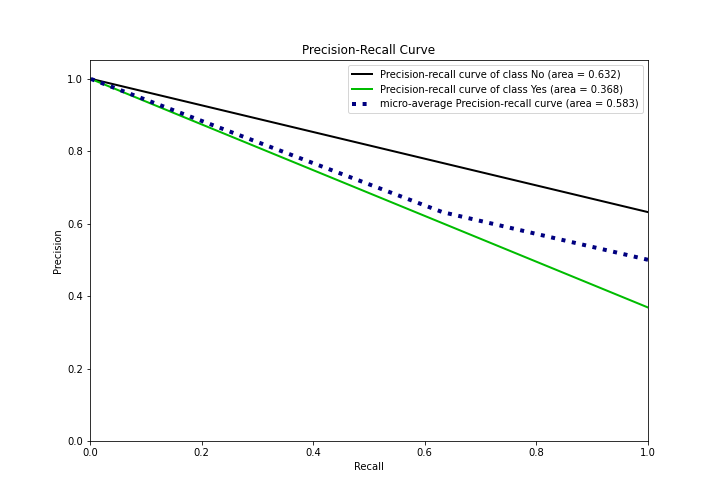 Precision-Recall Curve
Precision-recall curve of class No (area = 0.632)
Precision-recall curve of class Yes (area = 0.368)
micro-average Precision-recall curve (area = 0.583)
Precision
1.0
0.8
0.6
0.4
0.2
0.0
0.0 0.2 0.4 0.6 0.8 1.0
Recall